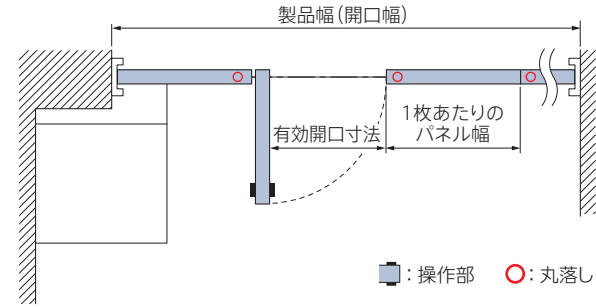 製品幅（開口幅）
有効開口寸法
1枚あたりの
パネル幅
：操作部
：丸落し